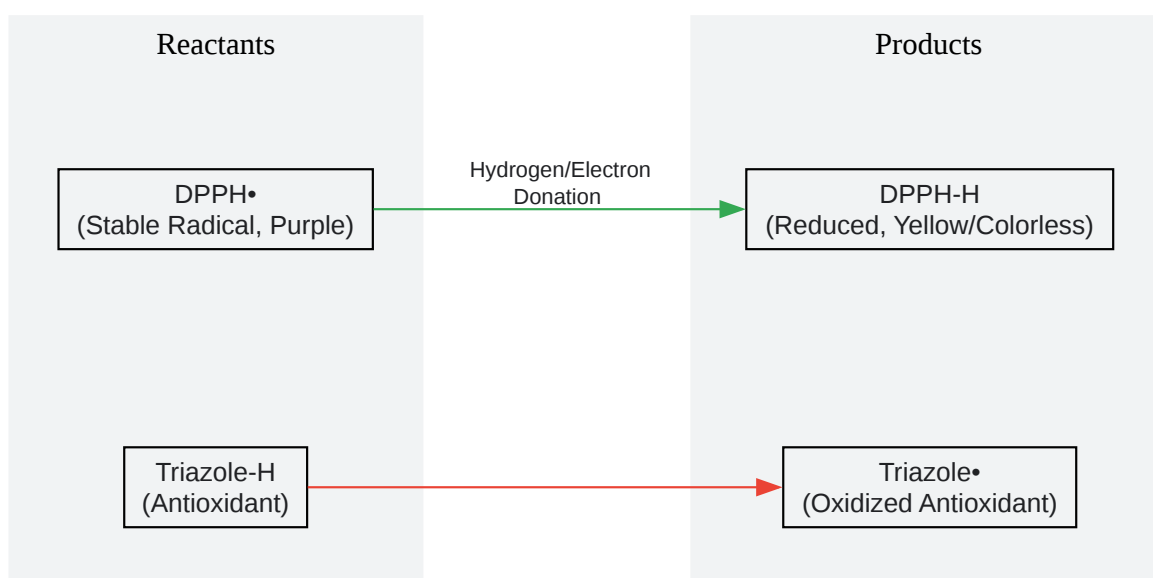 Reactants
Products
DPPH•
(Stable Radical, Purple)
Hydrogen/Electron
Donation
DPPH-H
(Reduced, Yellow/Colorless)
Triazole-H
(Antioxidant)
Triazole•
(Oxidized Antioxidant)